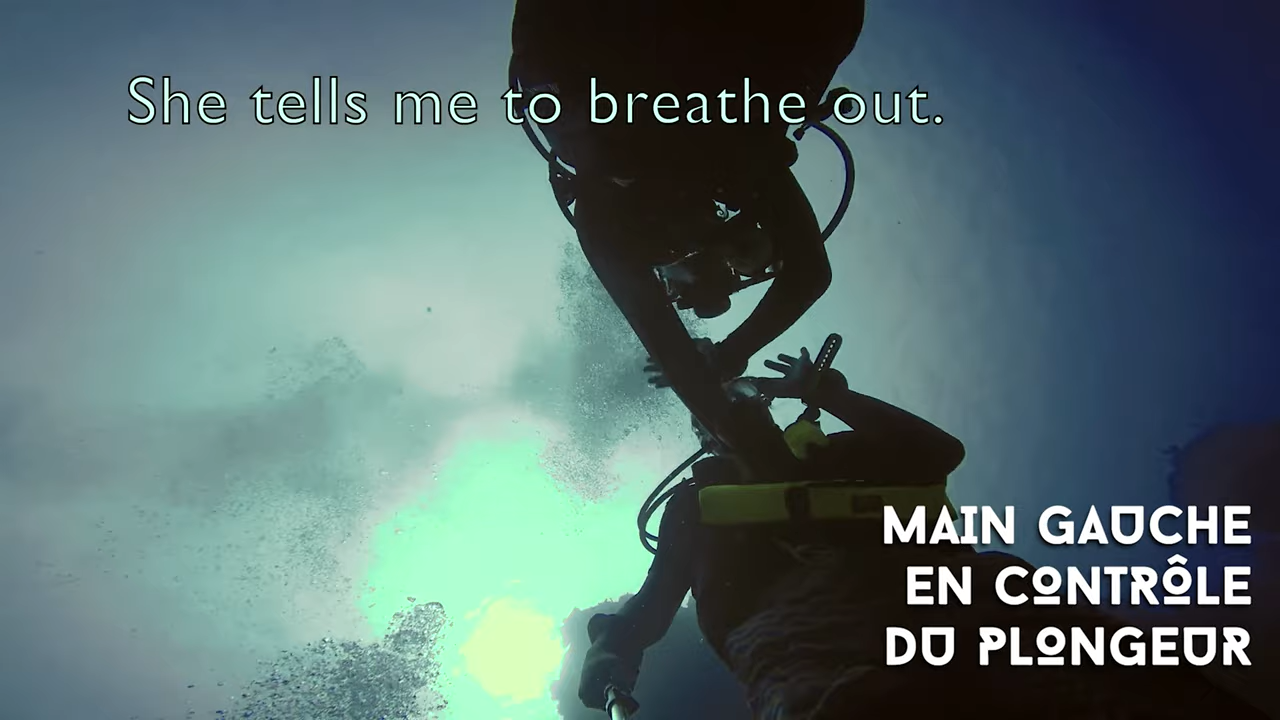 She tells me to breathe out.
MAIN GAUCHE
EN CONTRÔLE
DU PLONGEUR